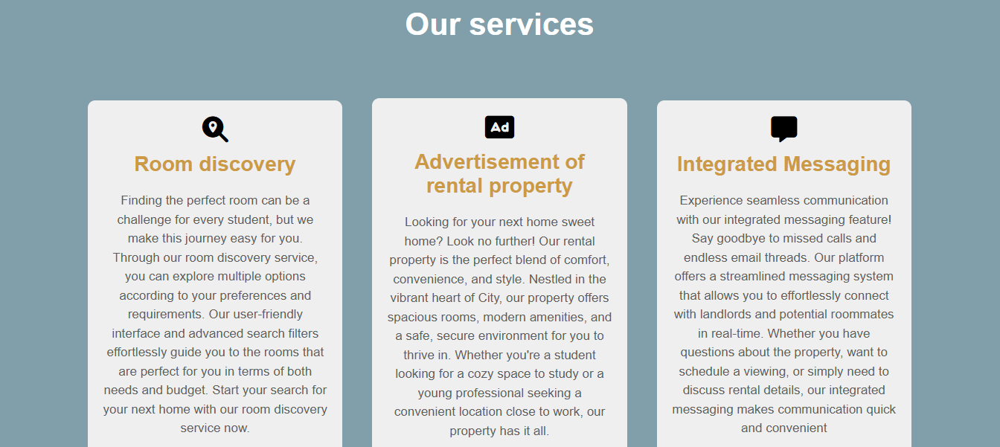 Our services
Room discovery
Finding the perfect room can be a
challenge for every student, but we
make this journey easy for you.
Through our room discovery service,
you can explore multiple options
according to your preferences and
requirements. Our user-friendly
interface and advanced search filters
effortlessly guide you to the rooms that
are perfect for you in terms of both
needs and budget. Start your search for
your next home with our room discovery
service now.
Ad
Advertisement of
rental property
Looking for your next home sweet
home? Look no further! Our rental
property is the perfect blend of comfort,
convenience, and style. Nestled in the
vibrant heart of City, our property offers
spacious rooms, modern amenities, and
a safe, secure environment for you to
thrive in. Whether you're a student
looking for a cozy space to study or a
young professional seeking a
convenient location close to work, our
property has it all.
Integrated Messaging
Experience seamless communication
with our integrated messaging feature!
Say goodbye to missed calls and
endless email threads. Our platform
offers a streamlined messaging system
that allows you to effortlessly connect
with landlords and potential roommates
in real-time. Whether you have
questions about the property, want to
schedule a viewing, or simply need to
discuss rental details, our integrated
messaging makes communication quick
and convenient